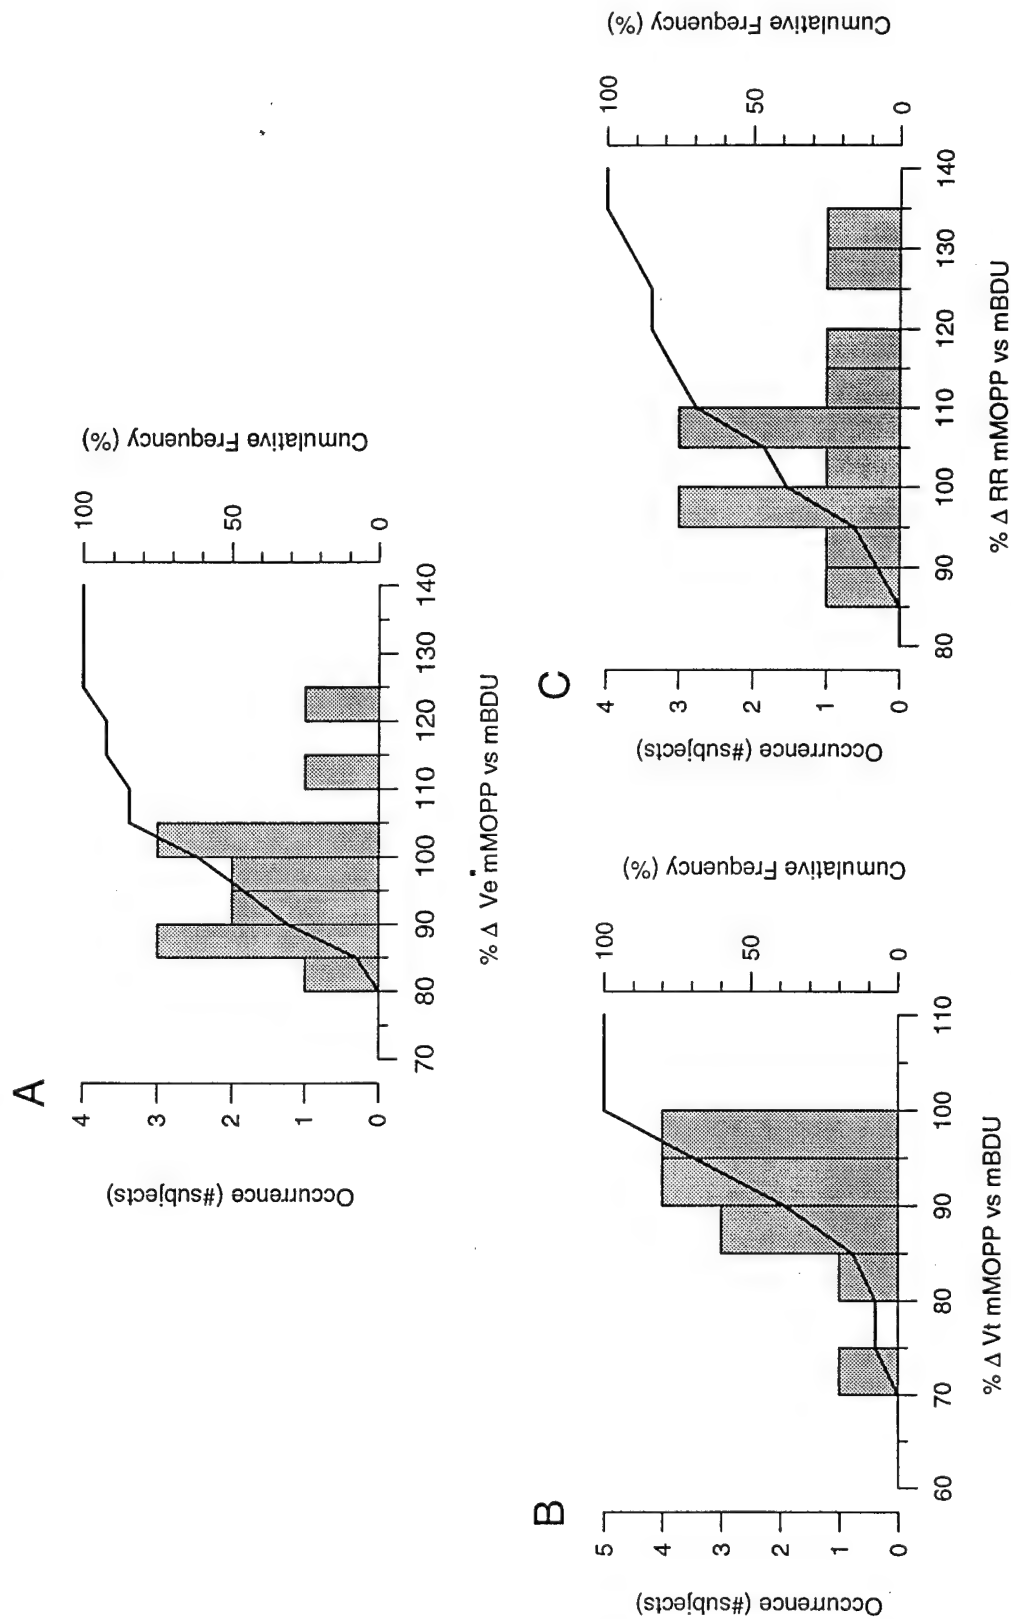 A
Occurrence (#subjects)
4
3
2
1
0
70 80 90 100 110 120 130 140
% Δ Ve* mMOPP vs mBDU
100
50
0
Cumulative Frequency (%)
B
Occurrence (#subjects)
5
4
3
2
1
0
60 70 80 90 100 110
% Δ Vt mMOPP vs mBDU
100
50
0
Cumulative Frequency (%)
C
Occurrence (#subjects)
4
3
2
1
0
80 90 100 110 120 130 140
% Δ RR mMOPP vs mBDU
100
50
0
Cumulative Frequency (%)